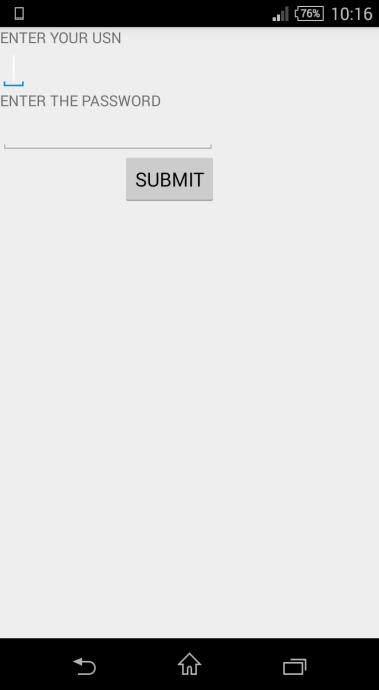 76% 10:16
ENTER YOUR USN
ENTER THE PASSWORD
SUBMIT